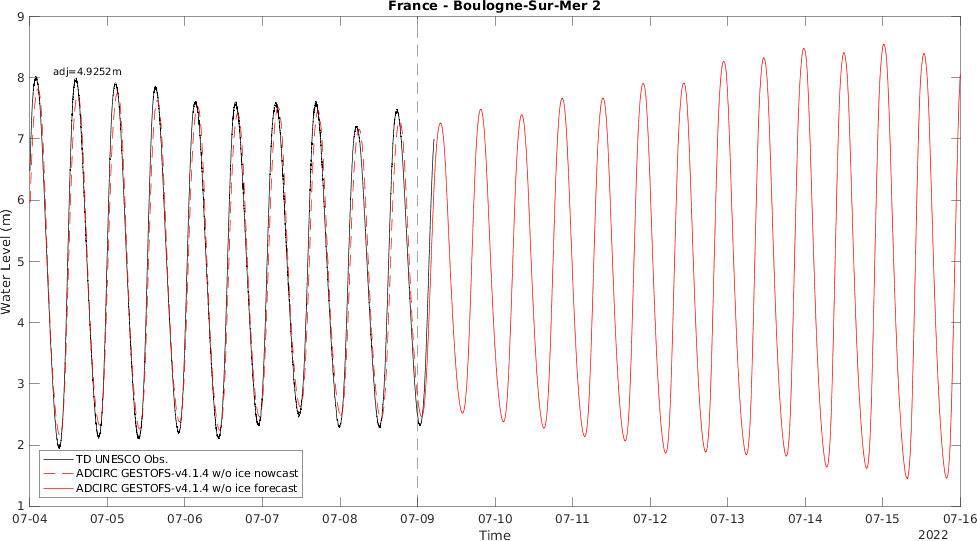 France - Boulogne-Sur-Mer 2
adj=4.9252m
9
8
7
6
5
4
3
2
1
Water Level (m)
TD UNESCO Obs.
ADCIRC GESTOFS-v4.1.4 w/o ice nowcast
ADCIRC GESTOFS-v4.1.4 w/o ice forecast
07-04 07-05 07-06 07-07 07-08 07-09 07-10 07-11 07-12 07-13 07-14 07-15 07-16
Time
2022